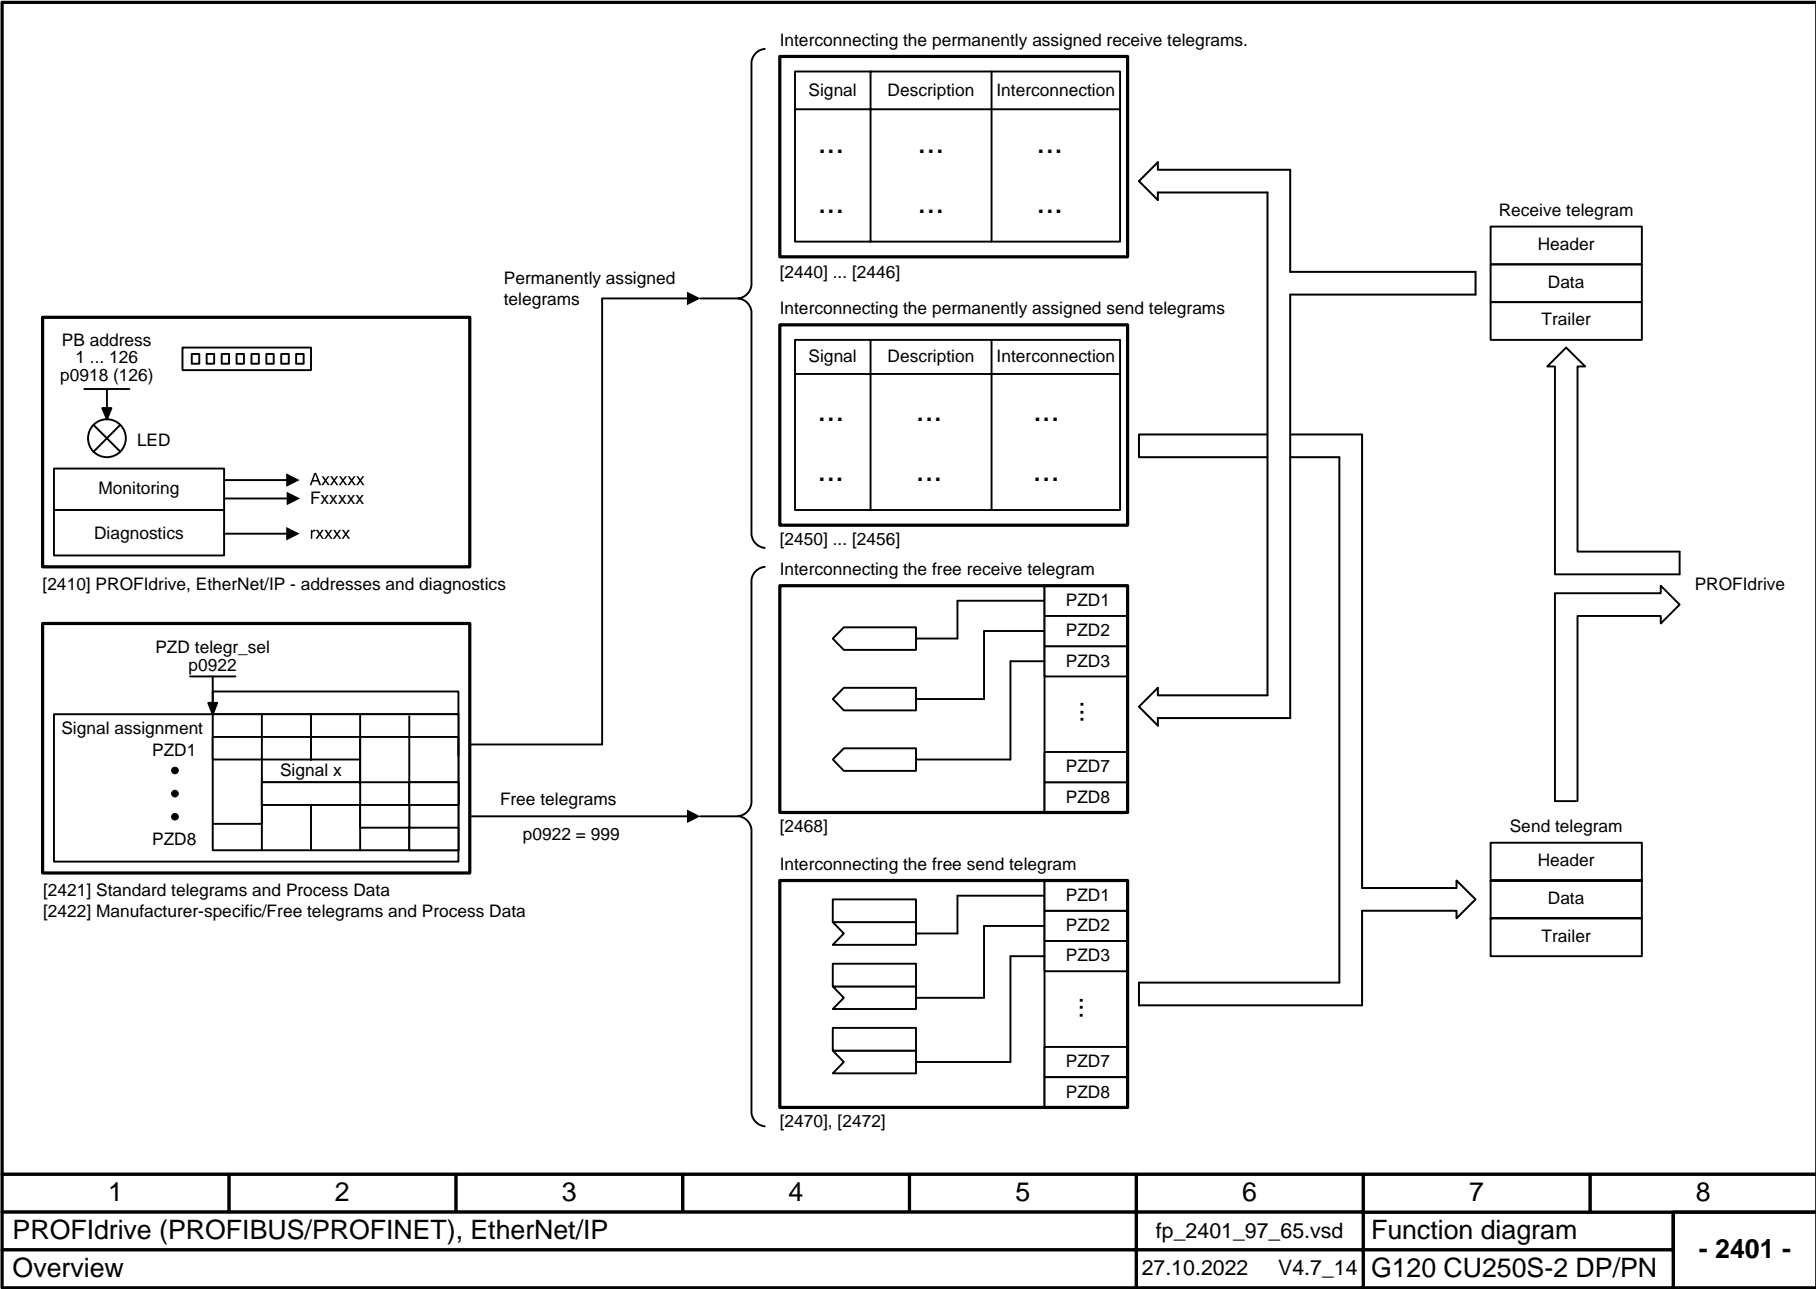 Interconnecting the permanently assigned receive telegrams.
Signal Description Interconnection
... ... ...
... ... ...
[2440] ... [2446]
Permanently assigned
telegrams
Interconnecting the permanently assigned send telegrams
Signal Description Interconnection
... ... ...
... ... ...
[2450] ... [2456]
PB address
1 ... 126
p0918 (126)
LED
Monitoring
Axxxxx
Fxxxxx
Diagnostics
rxxxx
[2410] PROFIdrive, EtherNet/IP - addresses and diagnostics
PZD telegr_sel
p0922
Signal assignment
PZD1
Signal x
PZD8
[2421] Standard telegrams and Process Data
[2422] Manufacturer-specific/Free telegrams and Process Data
Free telegrams
p0922 = 999
Interconnecting the free receive telegram
PZD1
PZD2
PZD3
...
PZD7
PZD8
[2468]
Interconnecting the free send telegram
PZD1
PZD2
PZD3
...
PZD7
PZD8
[2470], [2472]
Receive telegram
Header
Data
Trailer
PROFIdrive
Send telegram
Header
Data
Trailer
1 2 3 4 5 6 7 8
PROFIdrive (PROFIBUS/PROFINET), EtherNet/IP fp_2401_97_65.vsd Function diagram
- 2401 -
Overview 27.10.2022 V4.7_14 G120 CU250S-2 DP/PN